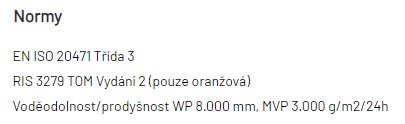 Normy
EN ISO 20471 Třída 3
RIS 3279 TOM Vydání 2 (pouze oranžová)
Voděodolnost/prodyšnost WP 8.000 mm, MVP 3.000 g/m2/24h